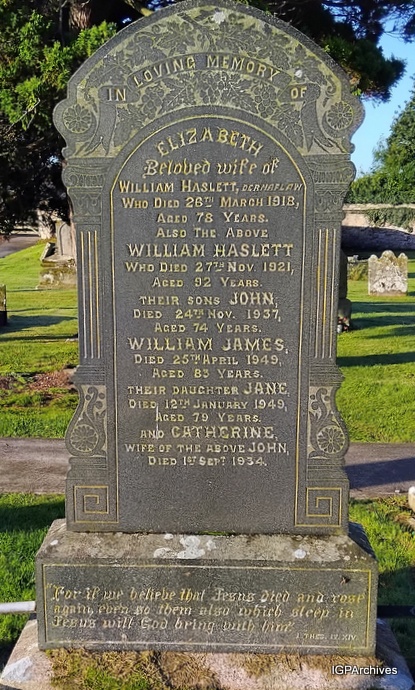 IN LOVING MEMORY OF
ELIZABETH
Beloved wife of
WILLIAM HASLETT, DERNAFLAW
WHO DIED 28TH MARCH 1918,
AGED 78 YEARS.
ALSO THE ABOVE
WILLIAM HASLETT
WHO DIED 27TH NOV. 1921,
AGED 92 YEARS.
THEIR SONS JOHN,
DIED 24TH NOV. 1937,
AGED 74 YEARS.
WILLIAM JAMES,
DIED 25TH APRIL 1949,
AGED 83 YEARS.
THEIR DAUGHTER JANE
DIED 12TH JANUARY 1949,
AGED 79 YEARS.
AND CATHERINE,
WIFE OF THE ABOVE JOHN,
DIED 1ST SEPT. 1934.
"For if we believe that Jesus died and rose
again, even so them also which sleep in
Jesus will God bring with him."
1 THES. IV. XIV.
IGPArchives